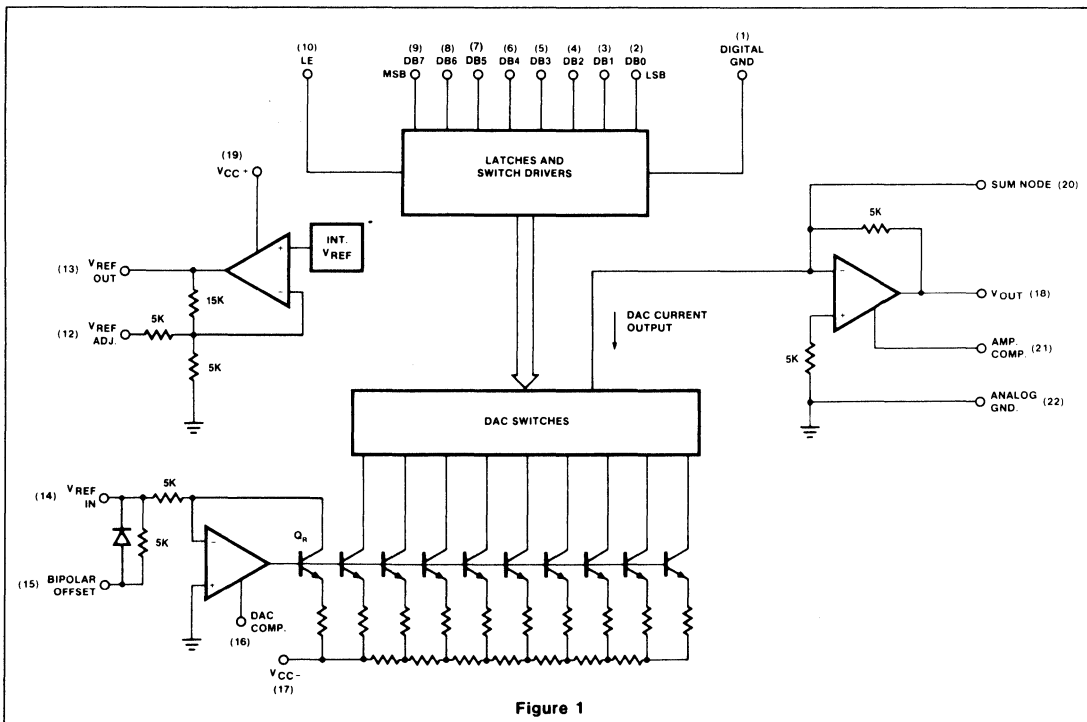 (10) (9) (8) (7) (6) (5) (4) (3) (2) (1)
LE DB7 DB6 DB5 DB4 DB3 DB2 DB1 DB0 DIGITAL
MSB LSB GND
LATCHES AND
SWITCH DRIVERS
(19)
VCC+
INT.
VREF
(13) VREF
OUT
15K
5K
(12) VREF
ADJ.
5K
SUM NODE (20)
5K
VOUT (18)
AMP.
COMP. (21)
5K
ANALOG
GND. (22)
DAC CURRENT
OUTPUT
DAC SWITCHES
(14) VREF
IN
5K
5K
QR
(15) BIPOLAR
OFFSET
DAC
COMP.
(16)
VCC-
(17)
Figure 1